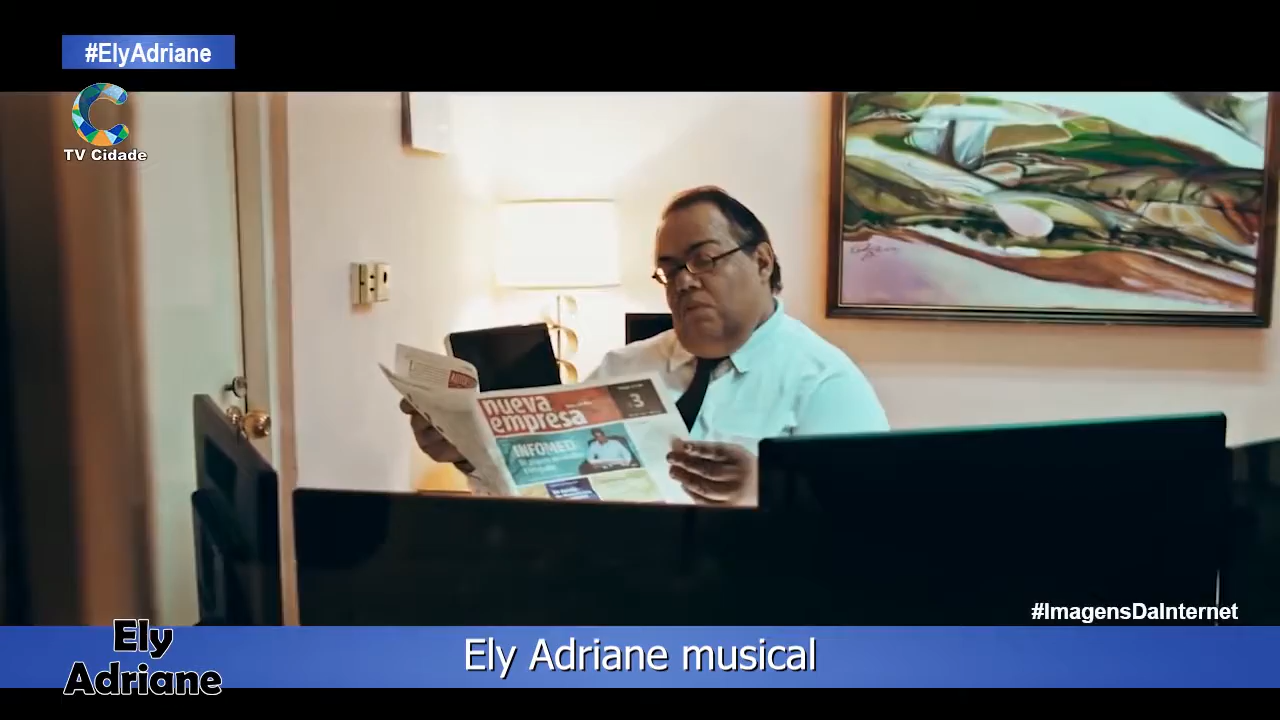 #ElyAdriane
TV Cidade
nueva
empresa
3
INFOMED
#ImagensDaInternet
Ely
Adriane
Ely Adriane musical